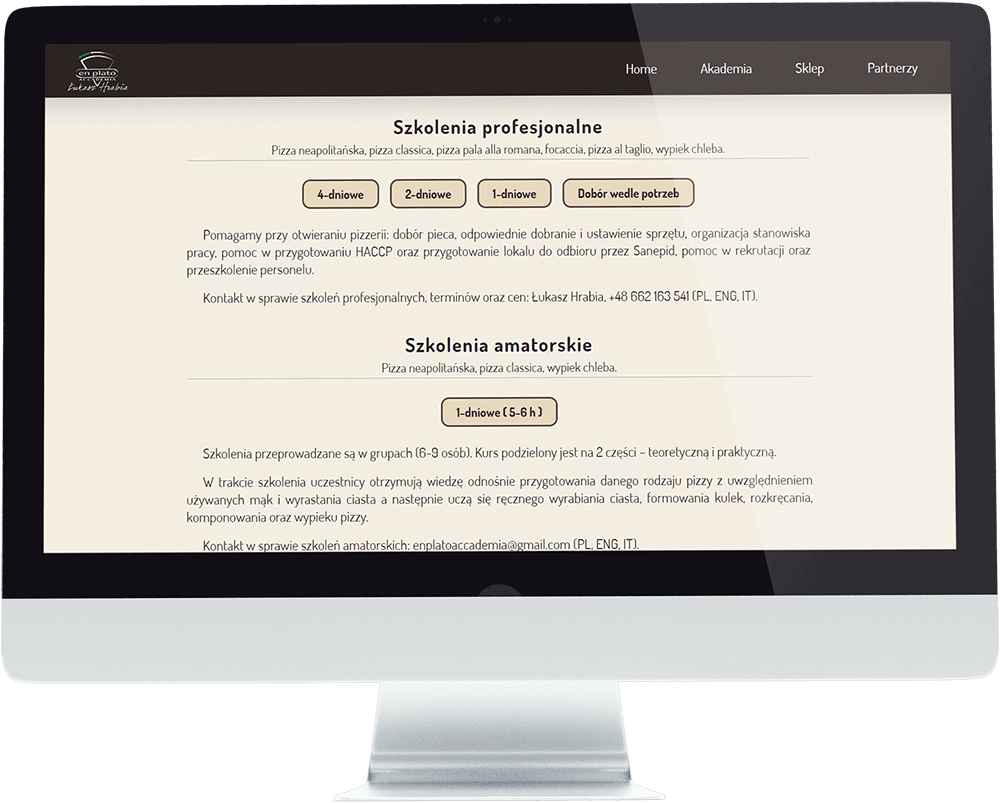 en plato
ACCADEMIA
Łukasz Hrabia
Home Akademia Sklep Partnerzy
Szkolenia profesjonalne
Pizza neapolitańska, pizza classica, pizza pala alla romana, focaccia, pizza al taglio, wypiek chleba.
4-dniowe 2-dniowe 1-dniowe Dobór wedle potrzeb
Pomagamy przy otwieraniu pizzerii: dobór pieca, odpowiednie dobranie i ustawienie sprzętu, organizacja stanowiska
pracy, pomoc w przygotowaniu HACCP oraz przygotowanie lokalu do odbioru przez Sanepid, pomoc w rekrutacji oraz
przeszkolenie personelu.
Kontakt w sprawie szkoleń profesjonalnych, terminów oraz cen: Łukasz Hrabia, +48 662 163 541 (PL, ENG, IT).
Szkolenia amatorskie
Pizza neapolitańska, pizza classica, wypiek chleba.
1-dniowe ( 5-6 h )
Szkolenia przeprowadzane są w grupach (6-9 osób). Kurs podzielony jest na 2 części – teoretyczną i praktyczną.
W trakcie szkolenia uczestnicy otrzymują wiedzę odnośnie przygotowania danego rodzaju pizzy z uwzględnieniem
używanych mąk i wyrastania ciasta a następnie uczą się ręcznego wyrabiania ciasta, formowania kulek, rozkręcania,
komponowania oraz wypieku pizzy.
Kontakt w sprawie szkoleń amatorskich: enplatoaccademia@gmail.com (PL, ENG, IT).